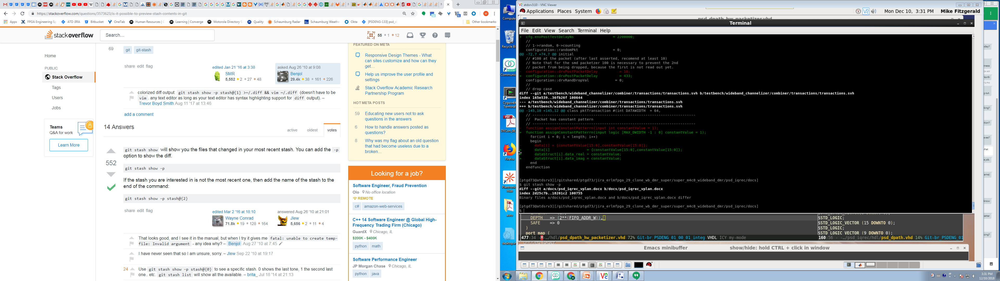 https://stackoverflow.com/questions/3573623/is-it-possible-to-preview-stash-contents-in-git
Apps
FPGA Engineering Sp
ATD JIRA
Bitbucket
OneTab
Human Resources | C
Learning | Converge
Motorola Directory S
Quality
Schaumburg Radar
Schaumburg Weathe
Okta
[PSDENG-133] psd_d
Other bookmarks
stackoverflow
Search...
55 1 12
Home
PUBLIC
Stack Overflow
Tags
Users
Jobs
Teams
Q&A for work
Learn More
69
git git-stash
share edit flag
edited Jan 21 '16 at 3:38
SMR
5,552 2 27 48
asked Aug 26 '10 at 9:08
Benjol
29.4k 38 161 226
colorized diff output: git stash show -p stash@{1} >~/.diff && vim ~/.diff (doesn't have to be
vim. any text editor as long as your text editor has syntax highlighting support for diff output). –
Trevor Boyd Smith Aug 11 '17 at 13:46
add a comment
14 Answers
active oldest votes
552
git stash show will show you the files that changed in your most recent stash. You can add the -p
option to show the diff.
git stash show -p
If the stash you are interested in is not the most recent one, then add the name of the stash to the
end of the command:
git stash show -p stash@{2}
share edit flag
edited Mar 2 '16 at 18:10
Wayne Conrad
71.8k 19 128 164
answered Aug 26 '10 at 21:01
Jlew
5,656 2 11 4
That looks good, and I see it in the manual, but when I try it gives me fatal: unable to create temp-
file: Invalid argument - any idea why? – Benjol Aug 27 '10 at 7:45
I have never seen that so I am unsure, sorry. – Jlew Sep 22 '10 at 19:17
24 Use git stash show -p stash@{0} to see a specific stash. 0 shows the last tone, 1 the second last
one.. etc. git stash list will show all the available. – brita_ Jul 18 '14 at 21:13
FEATURED ON META
Responsive Design Themes - What
can sites customize and how can they
get...
Help us improve the user profile and
settings
Stack Overflow Academic Research
Partnership Program
HOT META POSTS
59 Educating new users not to ask
questions in the answers
6 How to handle answers posted as
questions?
8 Why was my flag about an old question
that had become useless due to a
broken...
Looking for a job?
Software Engineer, Fraud Prevention
Olo No office location
REMOTE
c# amazon-web-services
C++ 14 Software Engineer @ Global High-
Frequency Trading Firm (Chicago)
GuardX Chicago, IL
$200K - $400K
python math
Software Performance Engineer
JP Morgan Chase Chicago, IL
python java
Compute
Recycle Bi
Communic
Cygwin64
Terminal
DVCon_08_
Firefox
Plantronic
Hub
auto
desktop.in
atdsrv3:10 - VNC Viewer
Applications Places System
Mon Dec 10, 3:31 PM Mike Fitzgerald
psd_dpath_hw_packetizer.vhd
Terminal
File Edit View Search Terminal Help
+ cfg.envPostTestDelayNs = 2200000;
//
// 1->random, 0->counting
configuration::randomPkt = 0;
@@ -72,7 +74,7 @@ initial
// #100 at the packet (after last asserted, recomend at least 10)
// Note that for the smd packetzer 100 is necessary to prevent the 2nd
// packet from being dropped, because the first is not read out yet.
- configuration::drvPostPacketDelay = 10;
+ configuration::drvPostPacketDelay = 433;
configuration::drvRandDropVal = 0;
//
// drop case
diff --git a/testbench/wideband_channelizer/combiner/transactions/transactions.svh b/testbench/wideband_channelizer/combiner/transactions/transactions.svh
index 165e539..36fb26f 100644
--- a/testbench/wideband_channelizer/combiner/transactions/transactions.svh
+++ b/testbench/wideband_channelizer/combiner/transactions/transactions.svh
@@ -145,10 +145,12 @@ class pktTransaction #(int DATAWIDTH = 64,
// ---------------------------------------------------------------------------
// Packet has constant pattern
// ---------------------------------------------------------------------------
- function assignConstantPatterrn(input int constantValue = 1);
+ function assignConstantPatterrn(input logic [MAX_DWIDTH -1 : 0] constantValue = 1);
for(int i = 0; i < length; i++)
begin
- data[i] = {constantValue[15:0],constantValue[15:0]};
+ data[i] = {constantValue[15:0],constantValue[15:0]};
+ dataStruct[i].data_real = constantValue;
+ dataStruct[i].data_imag = constantValue;
end
endfunction
[ptgd73@atdsrv3][/gitshared/ptgd73/jira_erlmfpga_29_clone_wb_dmr_super/super_m4c8_wideband_dmr/psd_iqrec/docs]
$ git stash show -p
diff --git a/docs/psd_iqrec_vplan.docx b/docs/psd_iqrec_vplan.docx
index 2d25c7b..18201c2 100755
Binary files a/docs/psd_iqrec_vplan.docx and b/docs/psd_iqrec_vplan.docx differ
[ptgd73@atdsrv3][/gitshared/ptgd73/jira_erlmfpga_29_clone_wb_dmr_super/super_m4c8_wideband_dmr/psd_iqrec/docs]
$
DEPTH => (2**(FIFO_ADDR_W)),
SAFE => 0
)
port map (
$STD_LOGIC;
$STD_LOGIC_VECTOR (15 DOWNTO 0);
$STD_LOGIC;
$STD_LOGIC_VECTOR (9 DOWNTO 0);
477:34 -M-…/hdl/psd_dpath_hw_packetizer.vhd 72% Git-br_PSDENG_01_00_01_integ VHDL ICY my-mode
160:56 - -…/psd_iqrec/hdl/psd_dpath.vhd 14% Git-br_PSDENG_01
Emacs minibuffer show/hide: hold CTRL + click in window
3:31 PM
12/10/2018